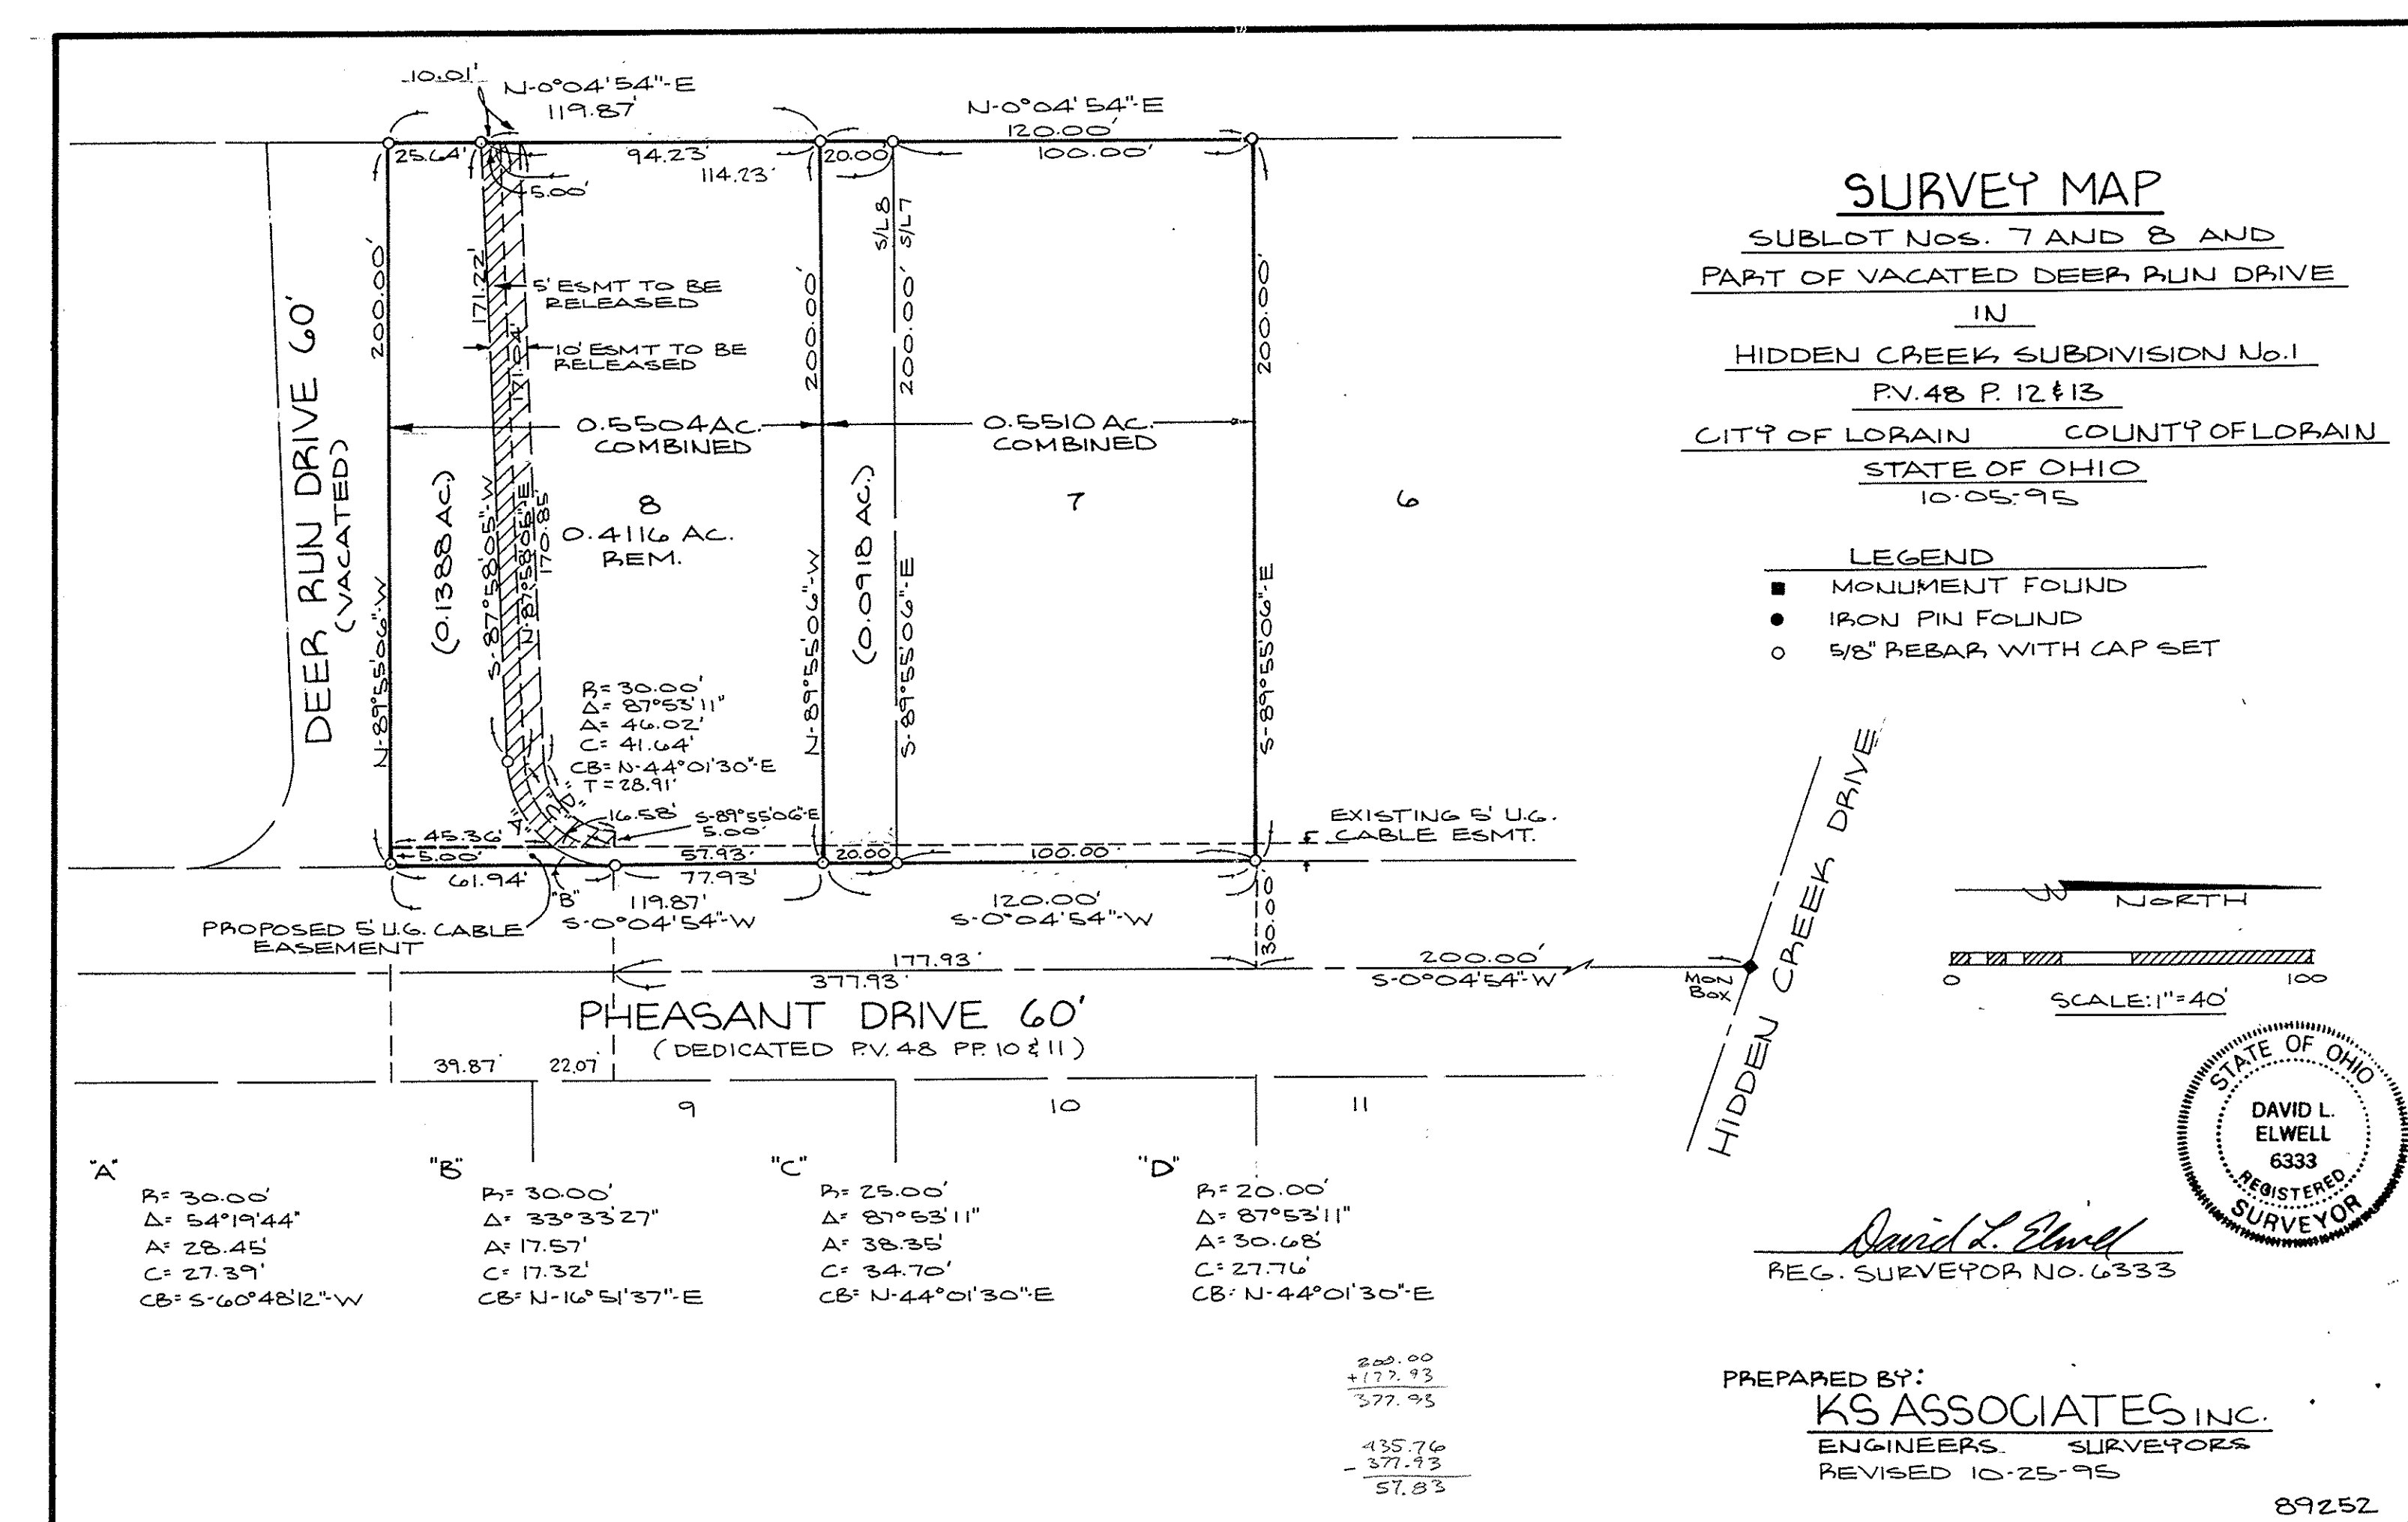 10.01'
N-0°04'54"-E
119.87'
N-0°04'54"-E
120.00'
25.64'
94.23'
20.00'
100.00'
114.23'
5.00'
S/L 8
S/L 7
200.00'
171.22'
200.00'
200.00'
200.00'
5' ESMT TO BE
RELEASED
10' ESMT TO BE
RELEASED
DEER RUN DRIVE 60'
(VACATED)
0.5504 AC.
COMBINED
0.5510 AC.
COMBINED
(0.1388 AC.)
8
0.4116 AC.
REM.
(0.0918 AC.)
7
6
N-89°55'06"-W
S-87°58'05"-W
N-87°58'05"-E
170.85'
N-89°55'06"-W
S-89°55'06"-E
S-89°55'06"-E
R= 30.00'
Δ= 87°53'11"
A= 46.02'
C= 41.64'
CB= N-44°01'30"-E
T= 28.91'
"A"
"C"
"D"
16.58'
S-89°55'06"-E
5.00'
45.36'
5.00'
57.93'
20.00
100.00'
EXISTING 5' U.G.
CABLE ESMT.
61.94'
"B"
77.93'
119.87'
S-0°04'54"-W
120.00'
S-0°04'54"-W
30.00'
PROPOSED 5' U.G. CABLE
EASEMENT
177.93'
377.93'
200.00'
S-0°04'54"-W
MON
BOX
HIDDEN CREEK DRIVE
PHEASANT DRIVE 60'
(DEDICATED P.V. 48 PP. 10 & 11)
39.87'
22.07'
9
10
11
"A"
R= 30.00'
Δ= 54°19'44"
A= 28.45'
C= 27.39'
CB= S-60°48'12"-W
"B"
R= 30.00'
Δ= 33°33'27"
A= 17.57'
C= 17.32'
CB= N-16°51'37"-E
"C"
R= 25.00'
Δ= 87°53'11"
A= 38.35'
C= 34.70'
CB= N-44°01'30"-E
"D"
R= 20.00'
Δ= 87°53'11"
A= 30.68'
C= 27.76'
CB= N-44°01'30"-E
200.00
+177.93
377.93
435.76
- 377.93
57.83
SURVEY MAP
SUBLOT NOS. 7 AND 8 AND
PART OF VACATED DEER RUN DRIVE
IN
HIDDEN CREEK SUBDIVISION No.1
P.V. 48 P. 12 & 13
CITY OF LORAIN COUNTY OF LORAIN
STATE OF OHIO
10-05-95
LEGEND
MONUMENT FOUND
IRON PIN FOUND
5/8" REBAR WITH CAP SET
NORTH
0 100
SCALE: 1"=40'
STATE OF OHIO
DAVID L.
ELWELL
6333
REGISTERED
SURVEYOR
David L. Elwell
REG. SURVEYOR NO. 6333
PREPARED BY:
KS ASSOCIATES INC.
ENGINEERS SURVEYORS
REVISED 10-25-95
89252